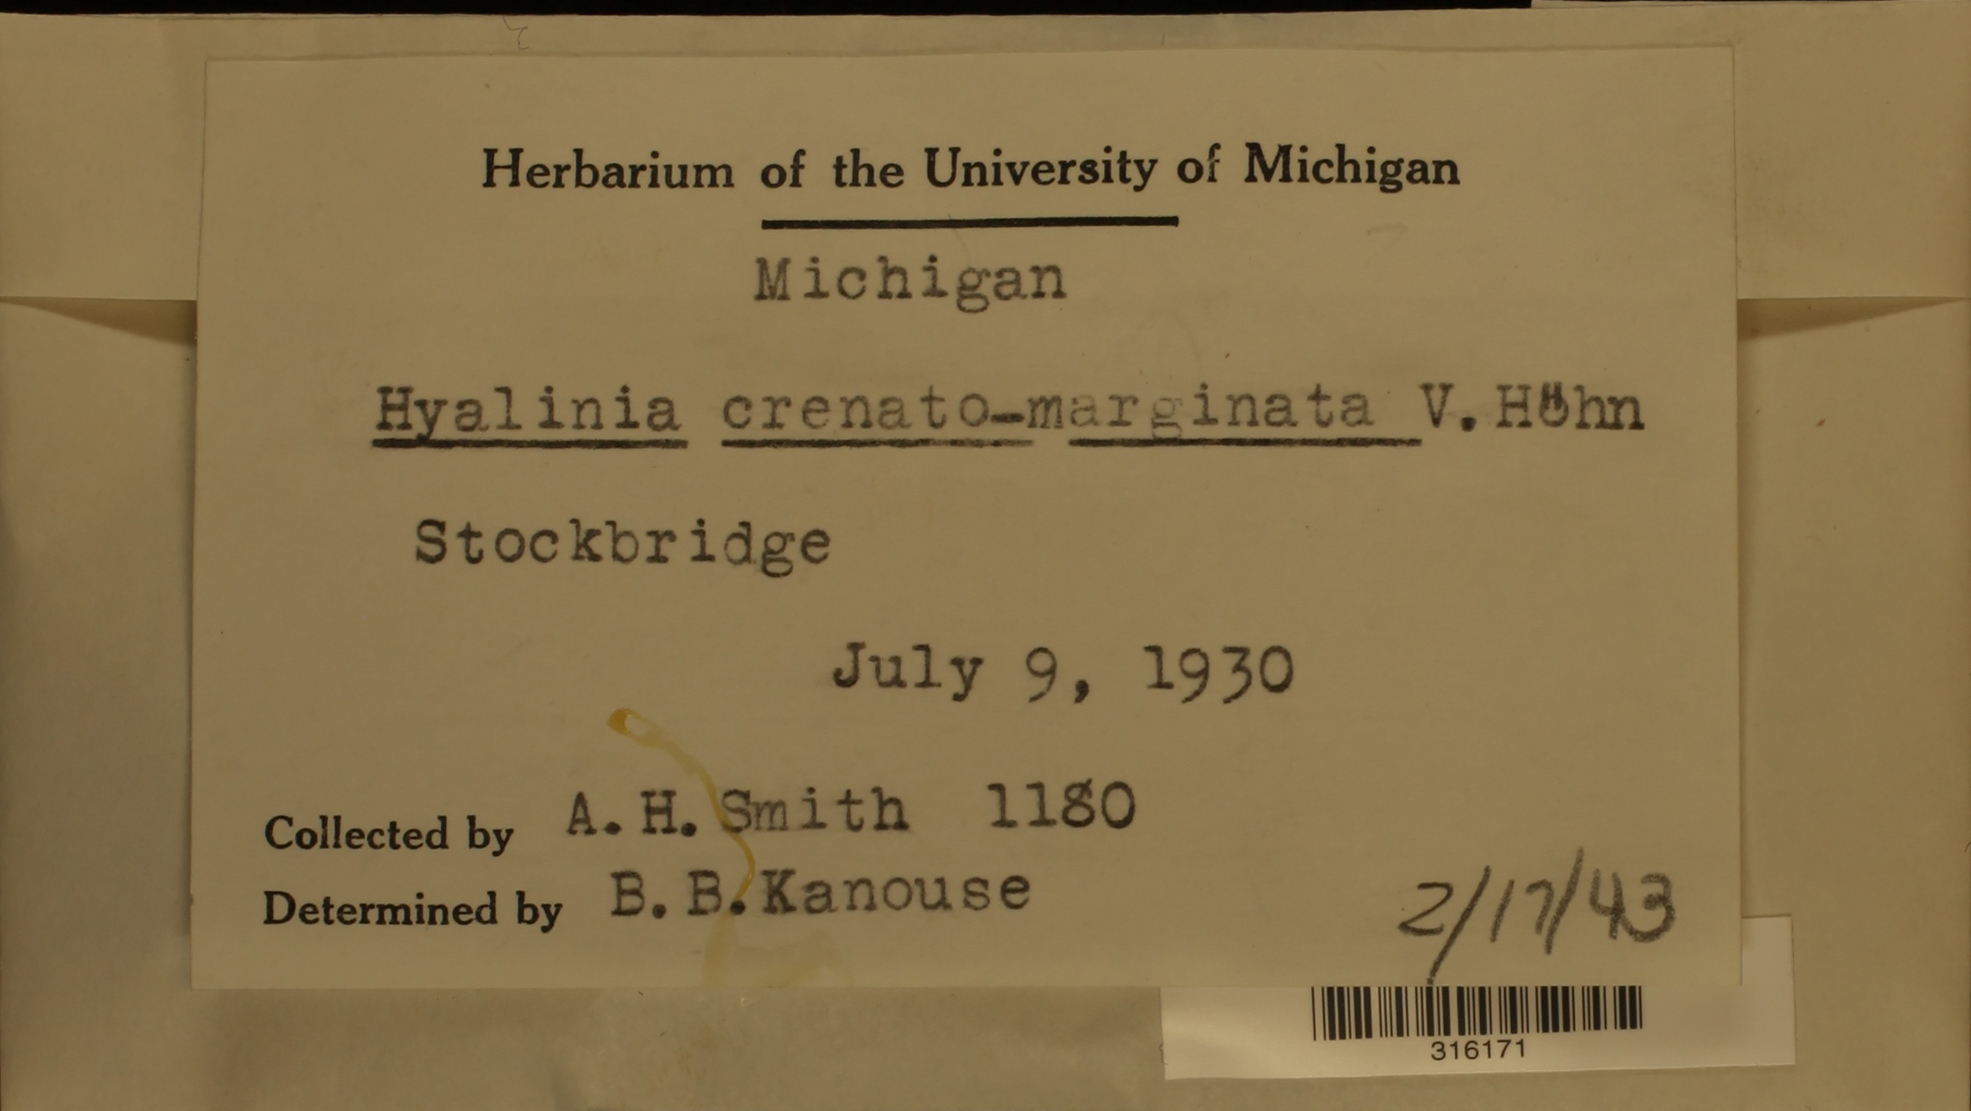 Herbarium of the University of Michigan
Michigan
Hyalinia crenato-marginata V. Höhn
Stockbridge
July 9, 1930
Collected by A. H. Smith 1180
Determined by B. B. Kanouse
2/17/43
316171